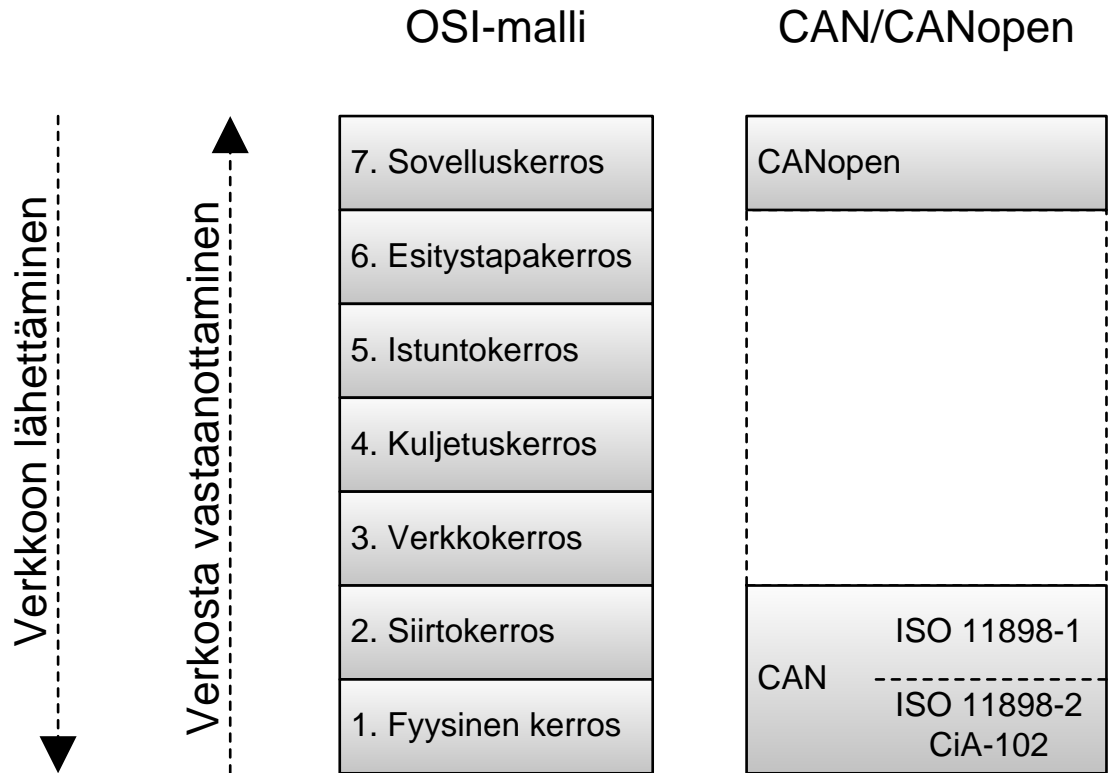 OSI-malli
CAN/CANopen
Verkkoon lähettäminen
Verkosta vastaanottaminen
7. Sovelluskerros
6. Esitystapakerros
5. Istuntokerros
4. Kuljetuskerros
3. Verkkokerros
2. Siirtokerros
1. Fyysinen kerros
CANopen
CAN
ISO 11898-1
ISO 11898-2
CiA-102